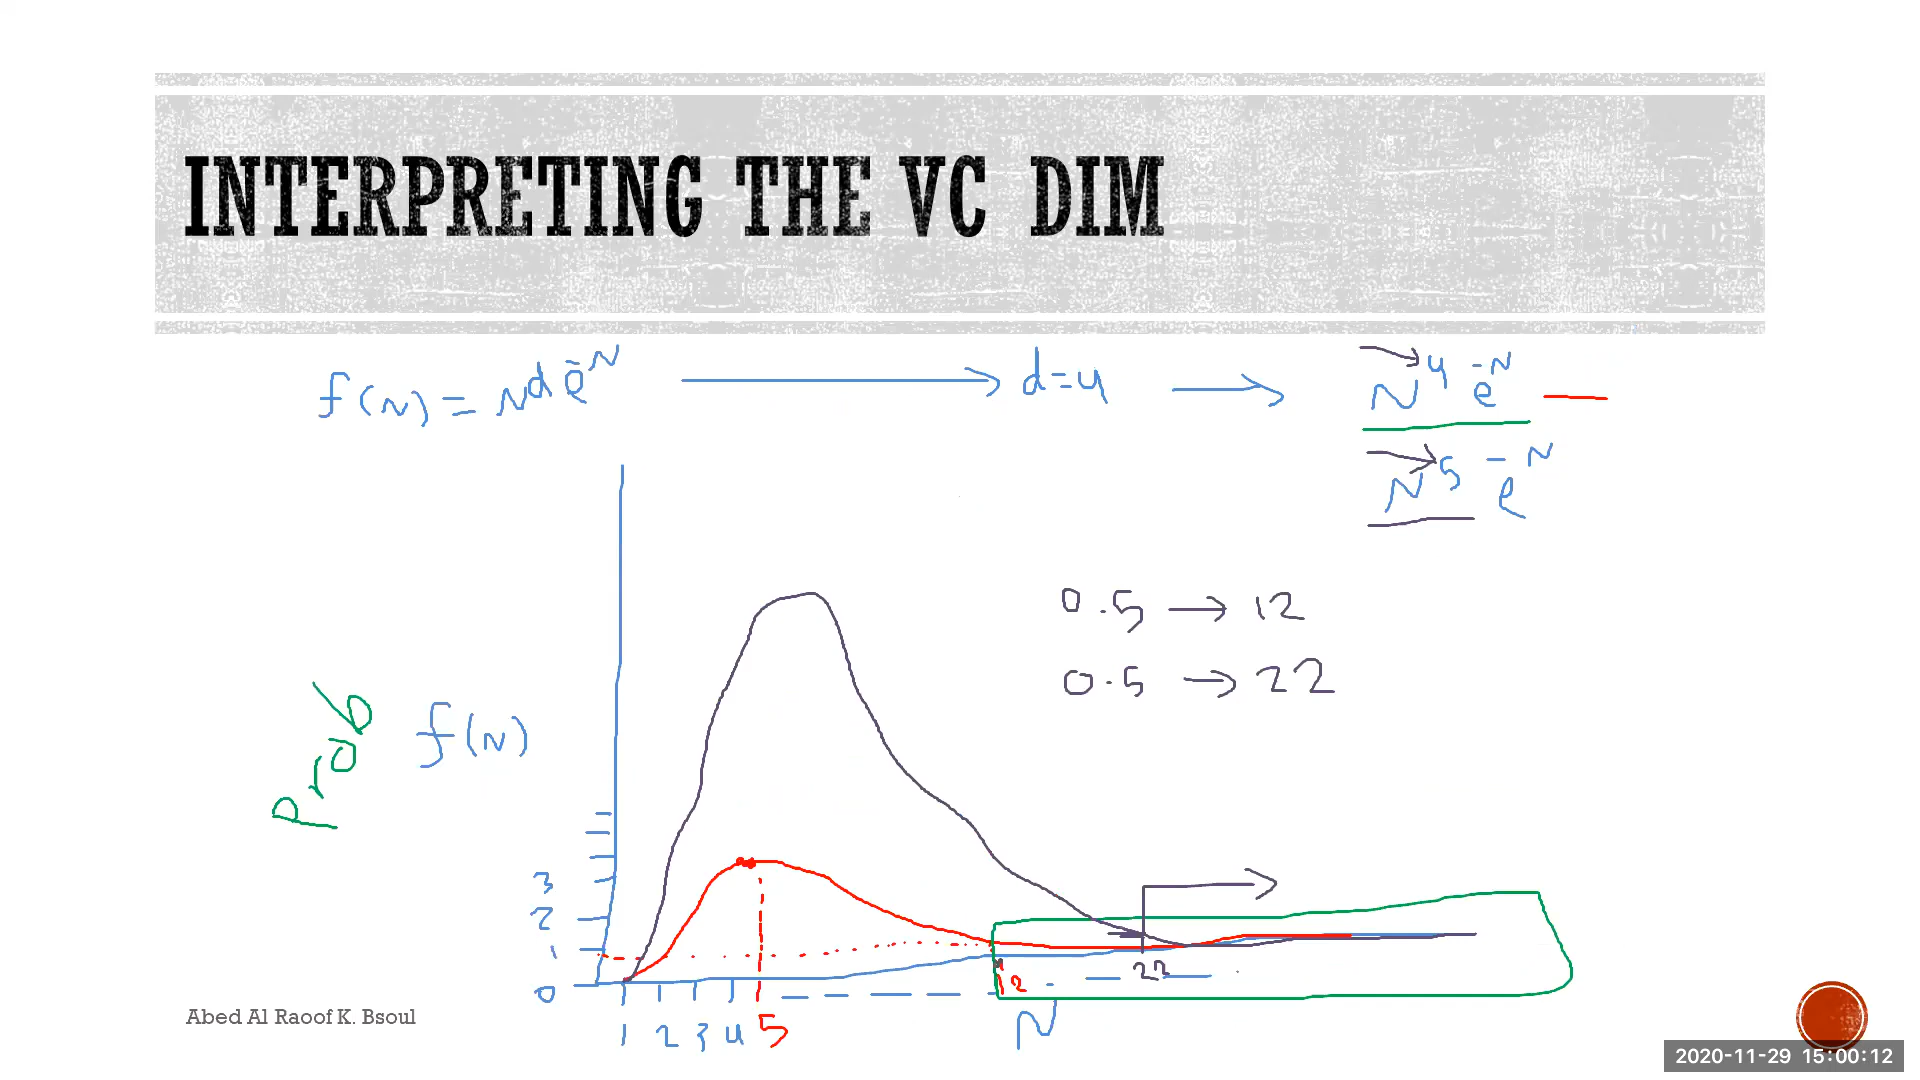 INTERPRETING THE VC DIM
f(N) = N^d e^-N → d=4 → N^4 e^-N
N^5 e^-N
0.5 → 12
0.5 → 22
Prob
f(N)
3
2
1
0
12
22
1 2 3 4 5
N
Abed Al Raoof K. Bsoul
2020-11-29 15:00:12